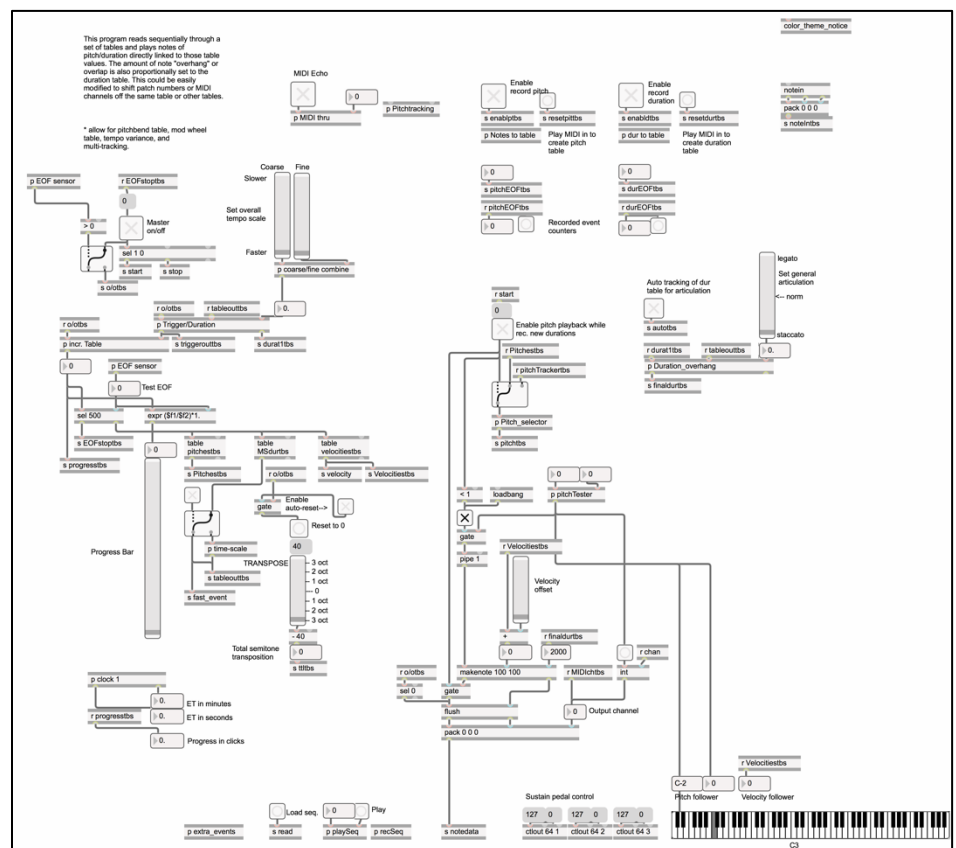 color_theme_notice
This program reads sequentially through a
set of tables and plays notes of
pitch/duration directly linked to those table
values. The amount of note "overhang" or
overlap is also proportionally set to the
duration table. This could be easily
modified to shift patch numbers or MIDI
channels off the same table or other tables.
* allow for pitchbend table, mod wheel
table, tempo variance, and
multi-tracking.
MIDI Echo
0
p MIDI thru
p Pitchtracking
Enable
record pitch
s enablptbs
s resetpittbs
p Notes to table
Play MIDI in to
create pitch
table
Enable
record
duration
s enabldtbs
s resetdurtbs
p dur to table
Play MIDI in to
create duration
table
notein
pack 0 0 0
s noteIntbs
0
s pitchEOFtbs
r pitchEOFtbs
0
Recorded event
counters
0
s durEOFtbs
r durEOFtbs
0
p EOF sensor
r EOFstoptbs
0
> 0
Master
on/off
sel 1 0
s start
s stop
s o/otbs
Coarse
Fine
Slower
Set overall
tempo scale
Faster
p coarse/fine combine
0.
r o/otbs
r tableouttbs
p Trigger/Duration
s triggerouttbs
s durat1tbs
r o/otbs
p incr. Table
0
p EOF sensor
0
Test EOF
sel 500
expr ($f1/$f2)*1.
s EOFstoptbs
0
s progresstbs
table
pitchestbs
s Pitchestbs
table
MSdurtbs
table
velocitiestbs
s velocity
s Velocitiestbs
r o/otbs
gate
Enable
auto-reset-->
Reset to 0
40
p time-scale
s tableouttbs
s fast_event
Progress Bar
TRANSPOSE
3 oct
2 oct
1 oct
0
1 oct
2 oct
3 oct
- 40
Total semitone
transposition
0
s ttltbs
r start
0
Enable pitch playback while
rec. new durations
r Pitchestbs
r pitchTrackertbs
p Pitch_selector
s pitchtbs
Auto tracking of dur
table for articulation
s autotbs
r durat1tbs
r tableouttbs
p Duration_overhang
s finaldurtbs
legato
Set general
articulation
<-- norm
staccato
0.
0
0
p pitchTester
< 1
loadbang
gate
pipe 1
r Velocitiestbs
Velocity
offset
+
r finaldurtbs
0
2000
r chan
makenote 100 100
r MIDIchtbs
int
r o/otbs
sel 0
gate
flush
0
Output channel
pack 0 0 0
p clock 1
0.
ET in minutes
r progresstbs
0.
ET in seconds
0.
Progress in clicks
p extra_events
Load seq.
s read
0
Play
p playSeq
p recSeq
s notedata
Sustain pedal control
127 0
127 0
127 0
ctlout 64 1
ctlout 64 2
ctlout 64 3
r Velocitiestbs
C-2
0
0
Pitch follower
Velocity follower
C3